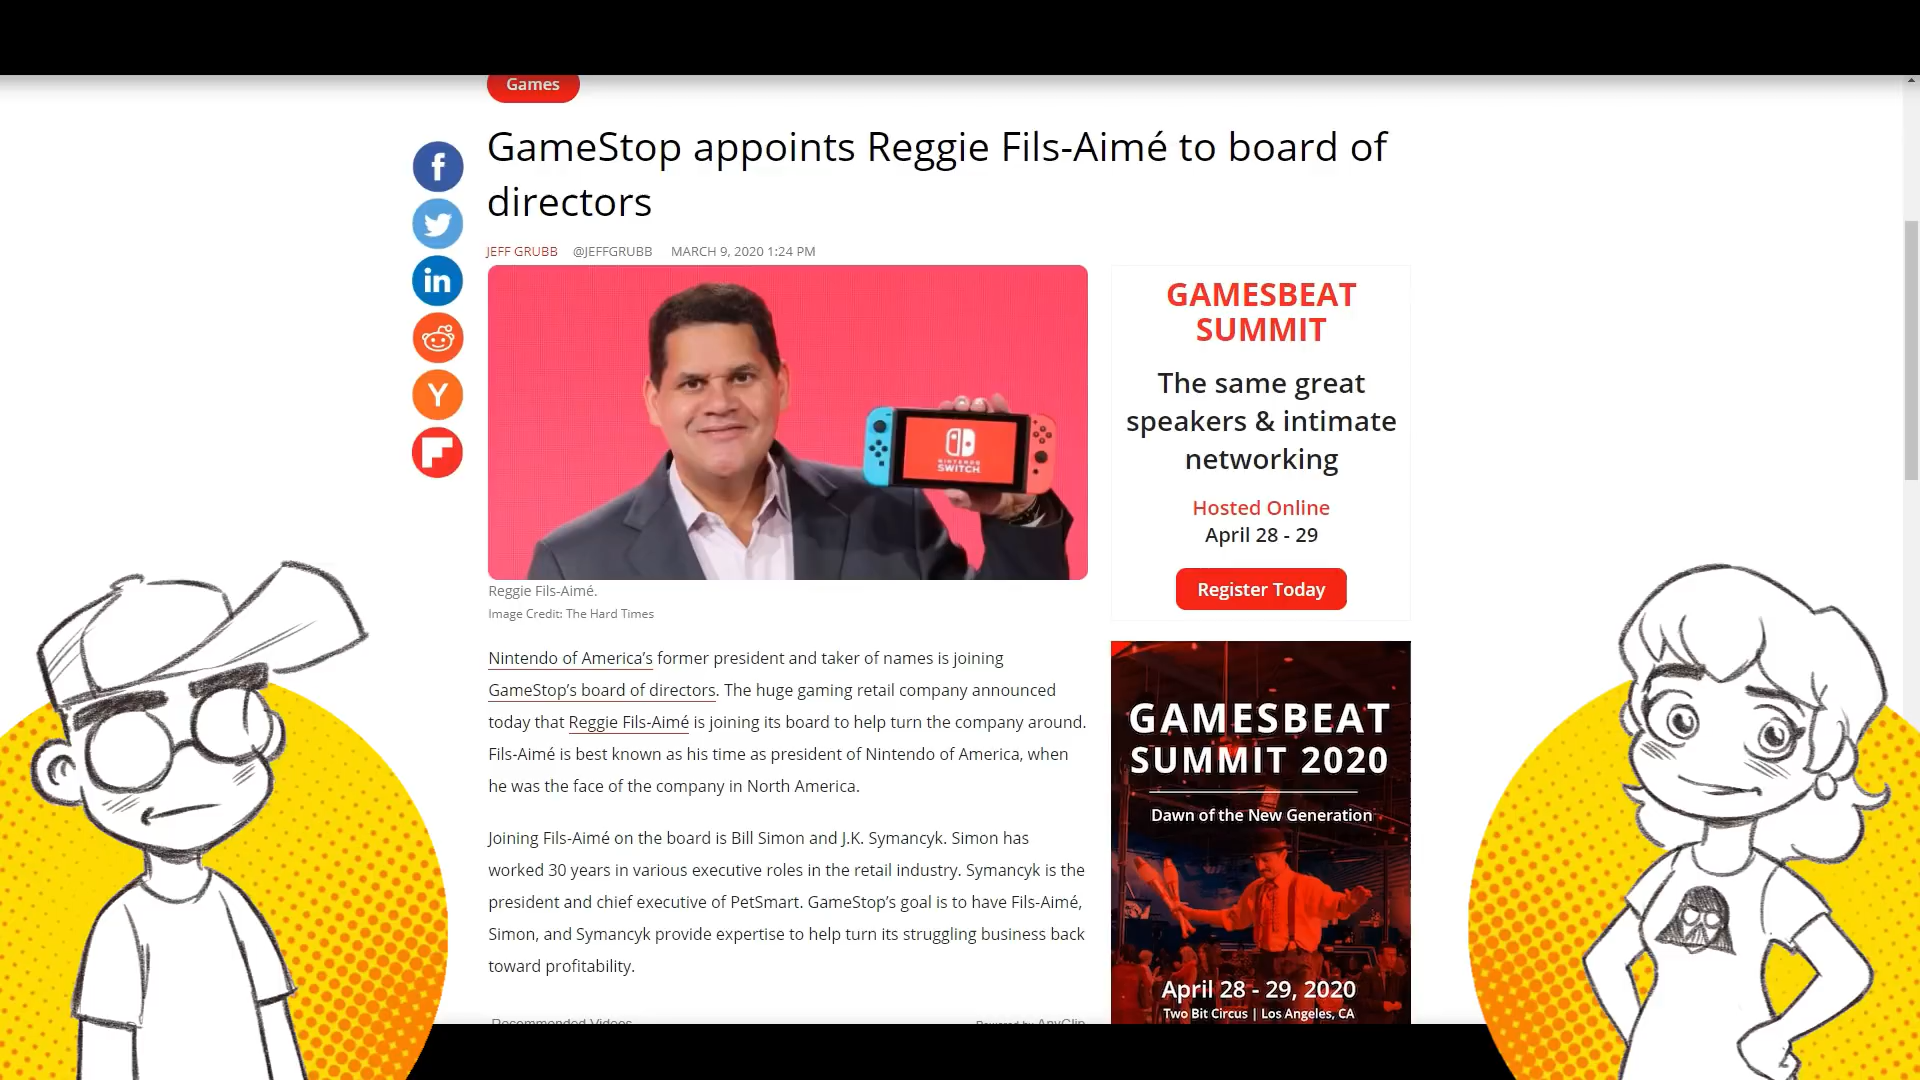 Games
GameStop appoints Reggie Fils-Aimé to board of
directors
JEFF GRUBB @JEFFGRUBB MARCH 9, 2020 1:24 PM
f
in
Y
NINTENDO
SWITCH
Reggie Fils-Aimé.
Image Credit: The Hard Times
Nintendo of America’s former president and taker of names is joining
GameStop’s board of directors. The huge gaming retail company announced
today that Reggie Fils-Aimé is joining its board to help turn the company around.
Fils-Aimé is best known as his time as president of Nintendo of America, when
he was the face of the company in North America.
Joining Fils-Aimé on the board is Bill Simon and J.K. Symancyk. Simon has
worked 30 years in various executive roles in the retail industry. Symancyk is the
president and chief executive of PetSmart. GameStop’s goal is to have Fils-Aimé,
Simon, and Symancyk provide expertise to help turn its struggling business back
toward profitability.
Recommended Videos
Powered by AnyClip
GAMESBEAT
SUMMIT
The same great
speakers & intimate
networking
Hosted Online
April 28 - 29
Register Today
GAMESBEAT
SUMMIT 2020
Dawn of the New Generation
April 28 - 29, 2020
Two Bit Circus | Los Angeles, CA